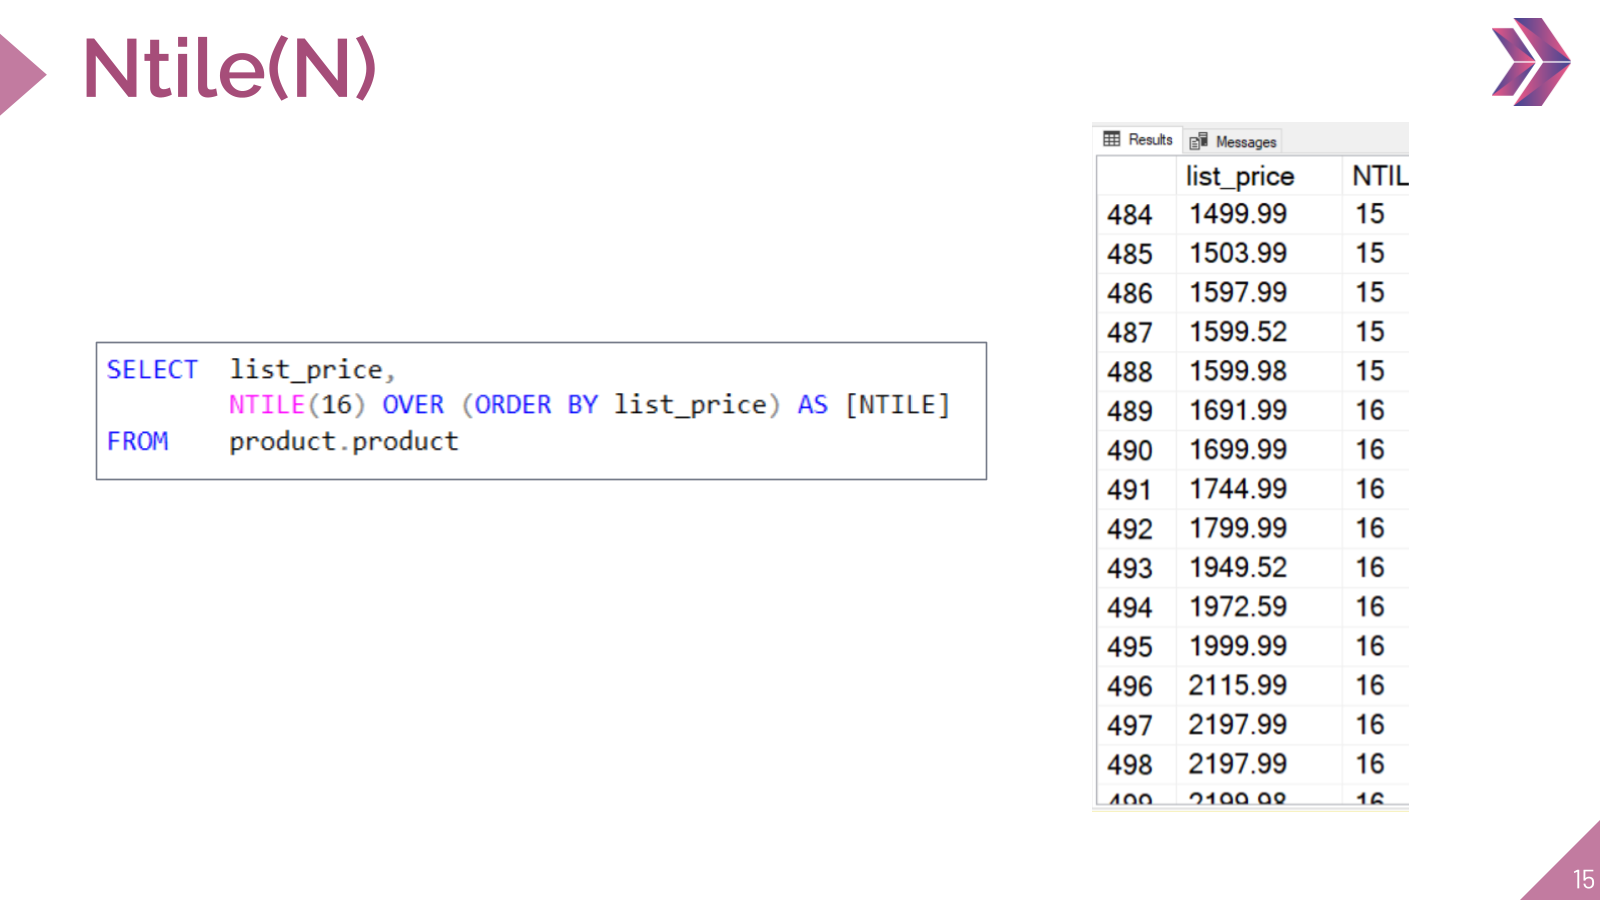 Ntile(N)
SELECT list_price,
NTILE(16) OVER (ORDER BY list_price) AS [NTILE]
FROM product.product
Results Messages
list_price NTIL
484 1499.99 15
485 1503.99 15
486 1597.99 15
487 1599.52 15
488 1599.98 15
489 1691.99 16
490 1699.99 16
491 1744.99 16
492 1799.99 16
493 1949.52 16
494 1972.59 16
495 1999.99 16
496 2115.99 16
497 2197.99 16
498 2197.99 16
499 2199.98 16
15